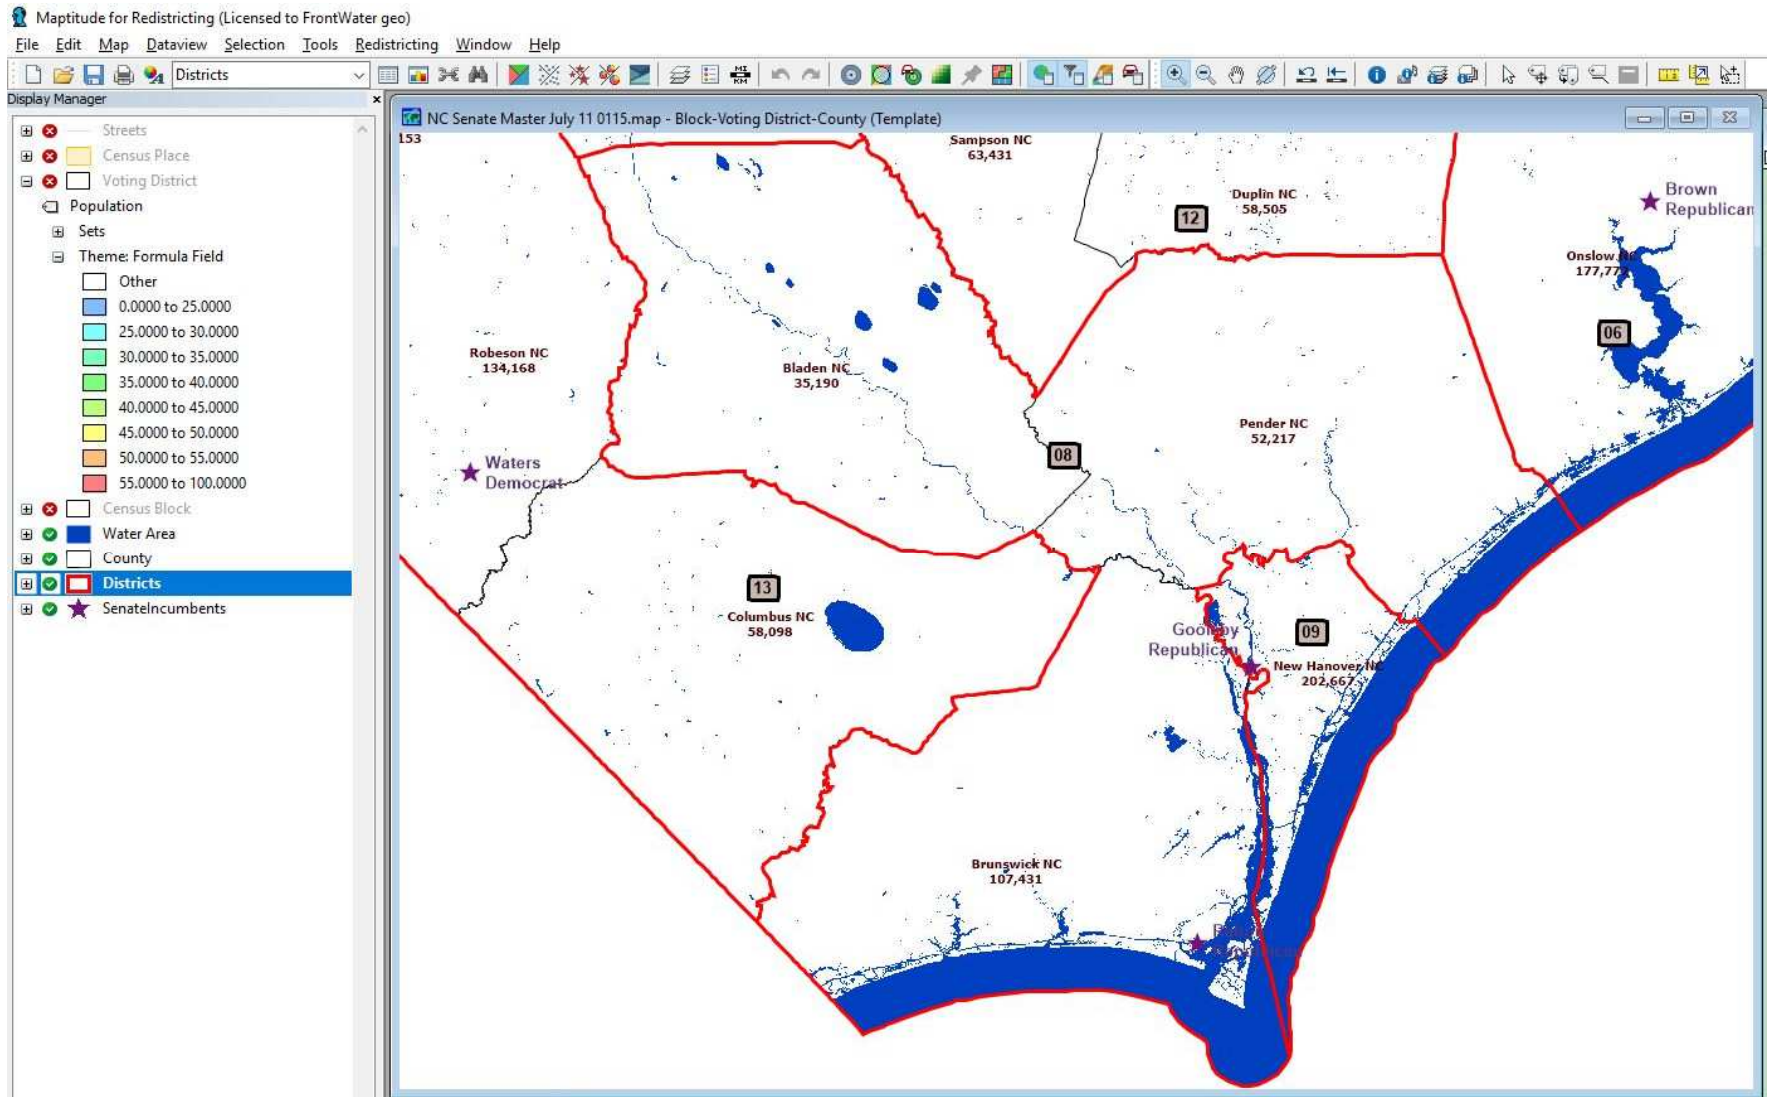 Maptitude for Redistricting (Licensed to FrontWater geo)
File Edit Map Dataview Selection Tools Redistricting Window Help
Districts
MI
KM
Display Manager
Streets
Census Place
Voting District
Population
Sets
Theme: Formula Field
Other
0.0000 to 25.0000
25.0000 to 30.0000
30.0000 to 35.0000
35.0000 to 40.0000
40.0000 to 45.0000
45.0000 to 50.0000
50.0000 to 55.0000
55.0000 to 100.0000
Census Block
Water Area
County
Districts
SenateIncumbents
NC Senate Master July 11 0115.map - Block-Voting District-County (Template)
153
Sampson NC
63,431
Duplin NC
58,505
12
Brown
Republican
Onslow NC
06
Robeson NC
134,168
Bladen NC
35,190
Pender NC
52,217
08
Waters
Democrat
13
Columbus NC
58,098
Republican
09
New Hanover NC
202,667
Brunswick NC
107,431